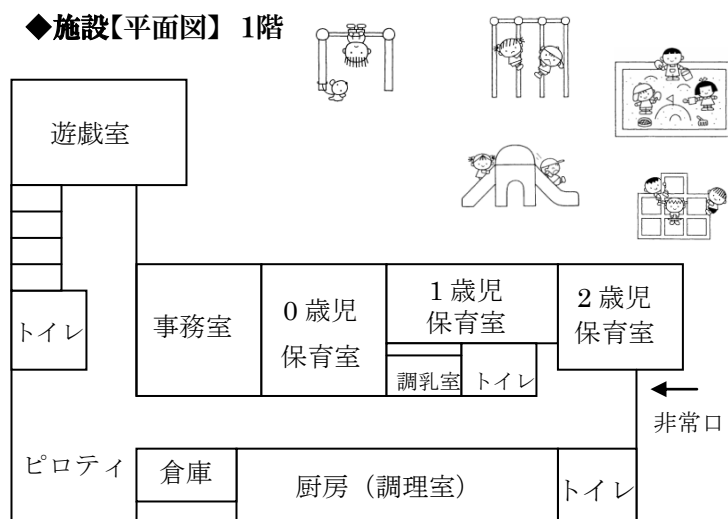 ◆施設【平面図】 1階
遊戯室
トイレ
事務室
0歳児
保育室
1歳児
保育室
2歳児
保育室
調乳室
トイレ
非常口
ピロティ
倉庫
厨房(調理室)
トイレ